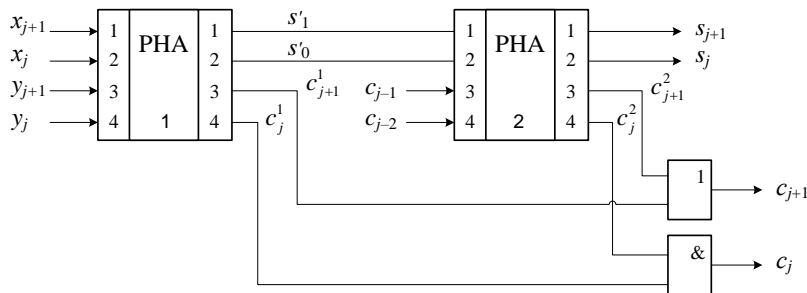 x_{j+1} 1 PHA 1 s'_1 1 PHA 1 s_{j+1}
x_j 2 2 s'_0 2 2 s_j
y_{j+1} 3 3 c^1_{j+1} c_{j-1} 3 3 c^2_{j+1}
y_j 4 1 4 c^1_j c_{j-2} 4 2 4 c^2_j
1 c_{j+1}
& c_j